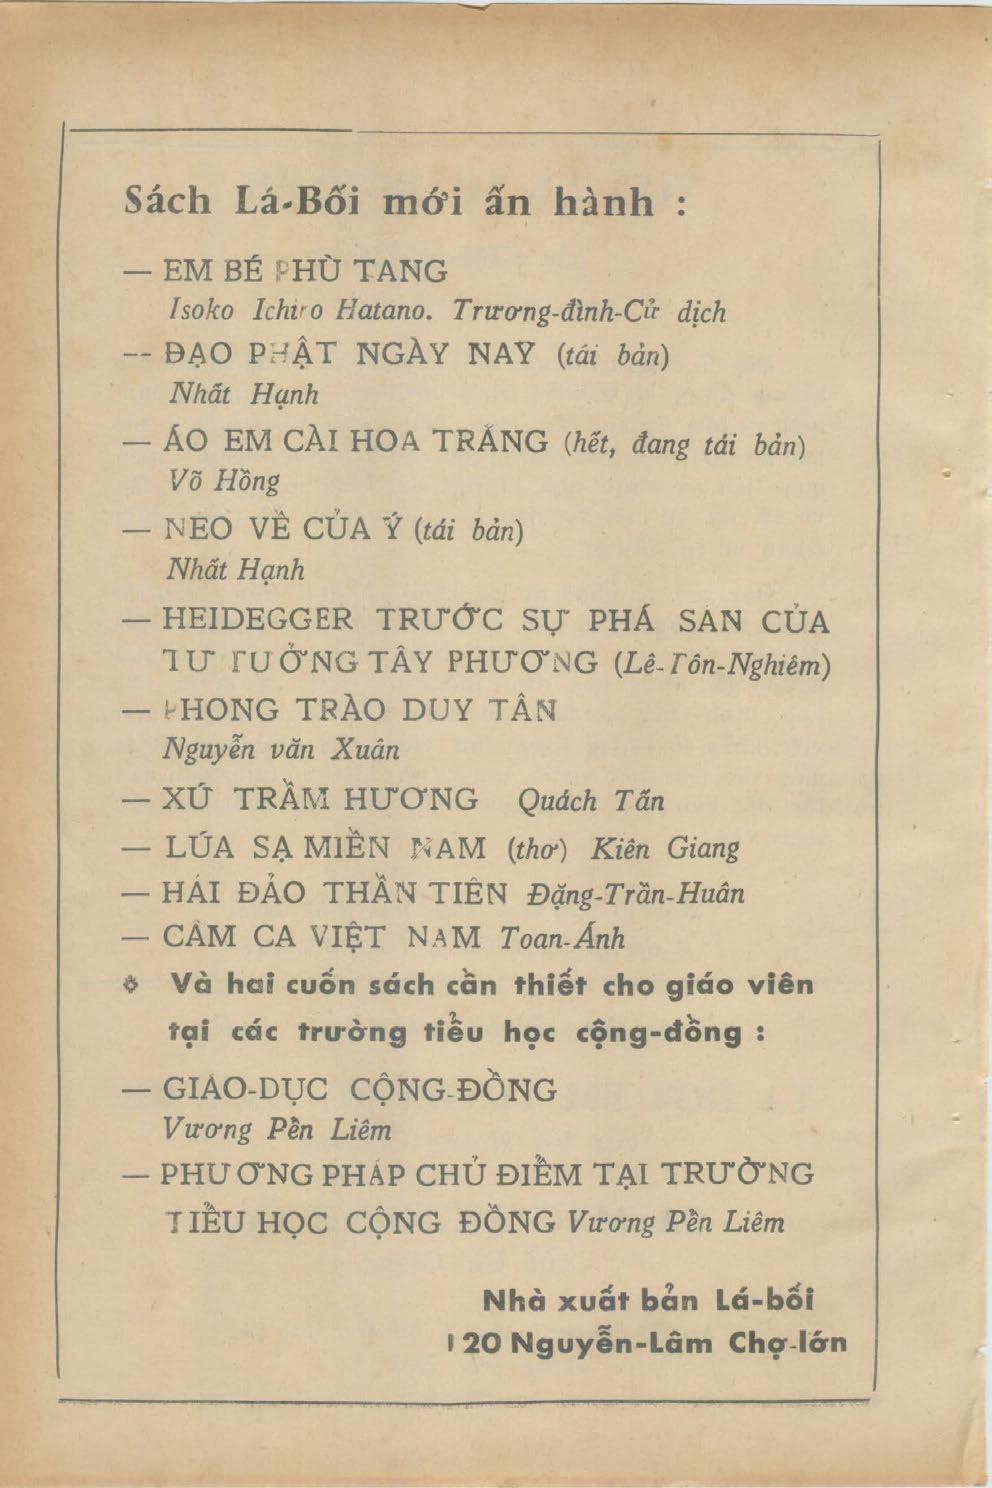 Sách Lá-Bối mới ấn hành :
— EM BÉ PHÙ TANG
Isoko Ichiro Hatano. Trương-đình-Cử dịch
-- ĐẠO PHẬT NGÀY NAY (tái bản)
Nhất Hạnh
— ÁO EM CÀI HOA TRẮNG (hết, đang tái bản)
Võ Hồng
— NẺO VỀ CỦA Ý (tái bản)
Nhất Hạnh
— HEIDEGGER TRƯỚC SỰ PHÁ SẢN CỦA
TƯ TƯỞNG TÂY PHƯƠNG (Lê-Tôn-Nghiêm)
— PHONG TRÀO DUY TÂN
Nguyễn văn Xuân
— XỨ TRẦM HƯƠNG Quách Tấn
— LÚA SẠ MIỀN NAM (thơ) Kiên Giang
— HẢI ĐẢO THẦN TIÊN Đặng-Trần-Huân
— CẦM CA VIỆT NAM Toan-Ánh
Và hai cuốn sách cần thiết cho giáo viên
tại các trường tiểu học cộng-đồng :
— GIÁO-DỤC CỘNG-ĐỒNG
Vương Pển Liêm
— PHƯƠNG PHÁP CHỦ ĐIỂM TẠI TRƯỜNG
TIỂU HỌC CỘNG ĐỒNG Vương Pển Liêm
Nhà xuất bản Lá-bối
120 Nguyễn-Lâm Chợ-lớn